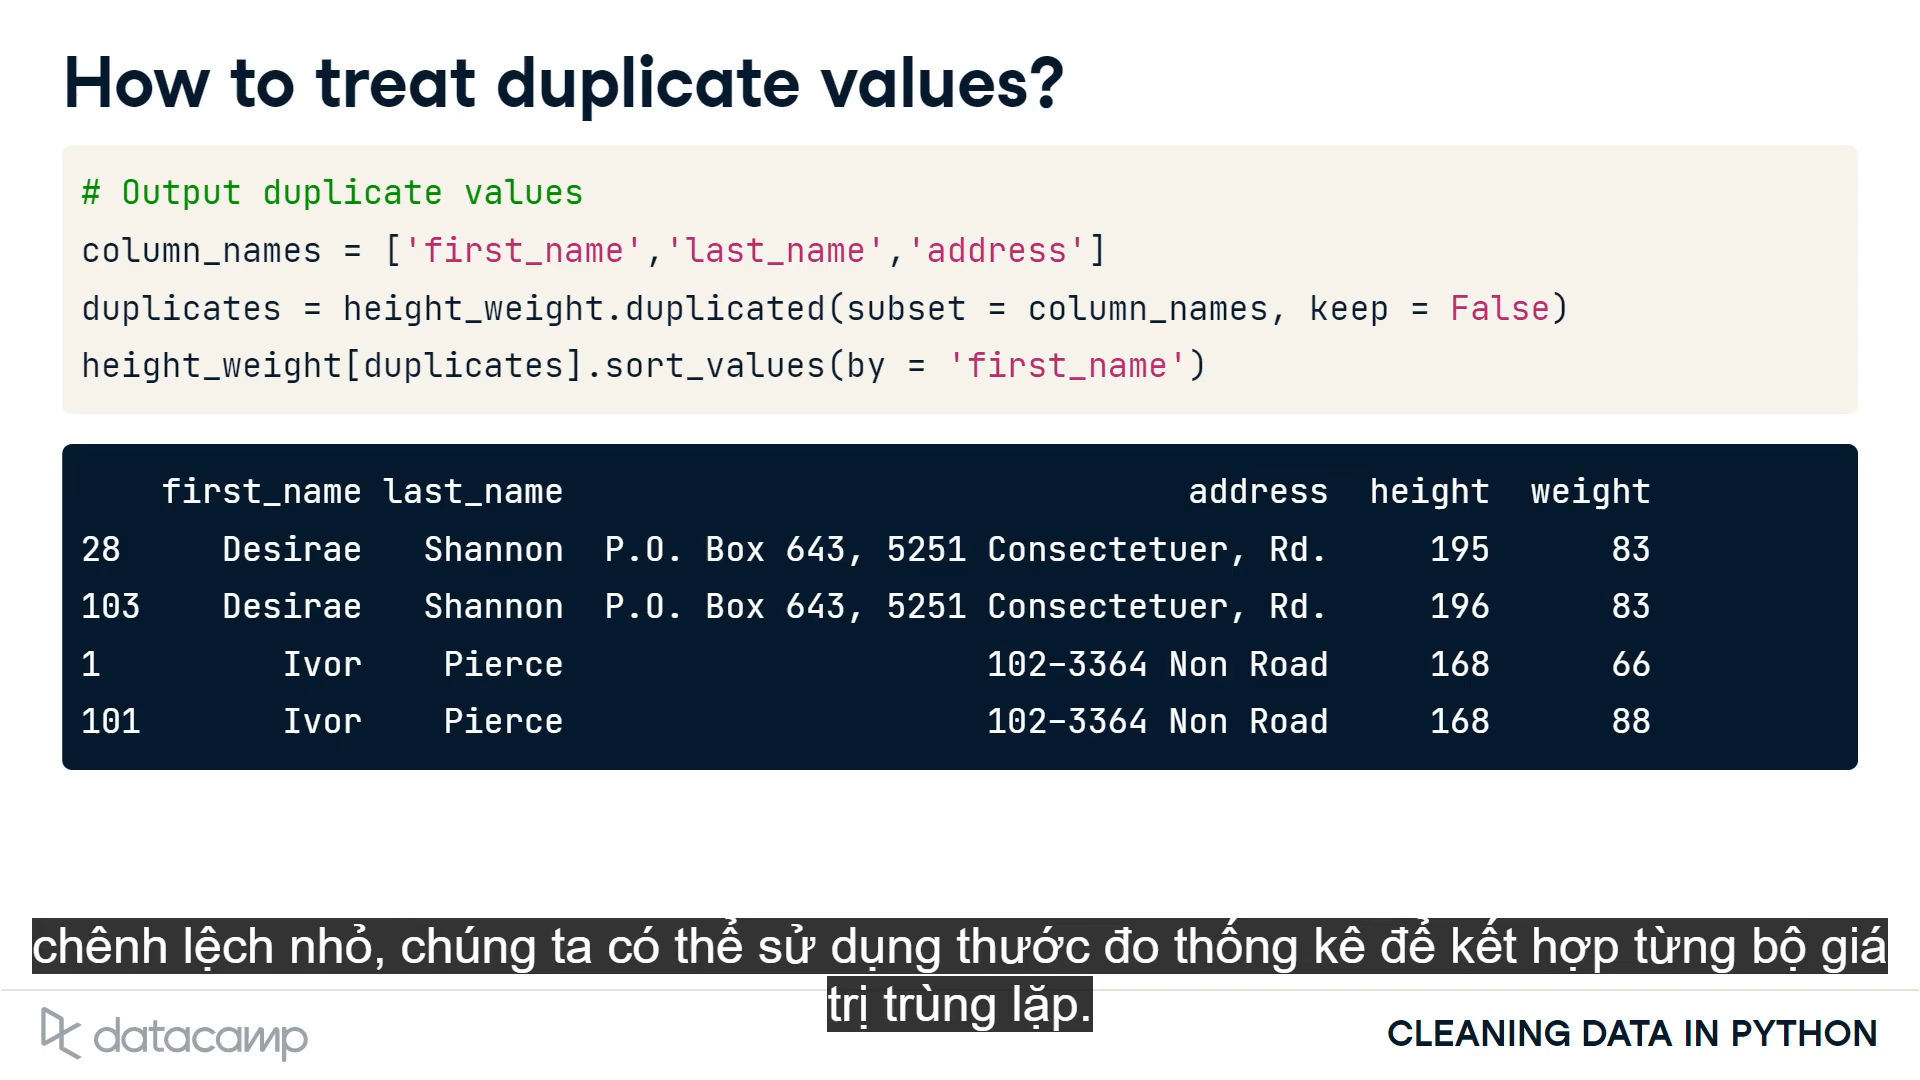 How to treat duplicate values?
# Output duplicate values
column_names = ['first_name','last_name','address']
duplicates = height_weight.duplicated(subset = column_names, keep = False)
height_weight[duplicates].sort_values(by = 'first_name')
first_name last_name address height weight
28 Desirae Shannon P.O. Box 643, 5251 Consectetuer, Rd. 195 83
103 Desirae Shannon P.O. Box 643, 5251 Consectetuer, Rd. 196 83
1 Ivor Pierce 102-3364 Non Road 168 66
101 Ivor Pierce 102-3364 Non Road 168 88
chênh lệch nhỏ, chúng ta có thể sử dụng thước đo thống kê để kết hợp từng bộ giá
trị trùng lặp.
datacamp
CLEANING DATA IN PYTHON